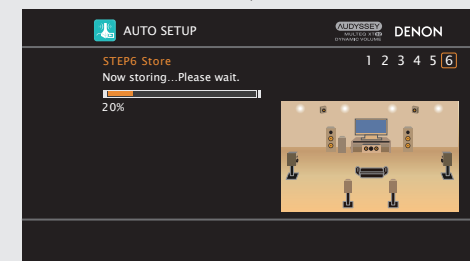 AUTO SETUP
AUDYSSEY
MULTEQ XT32
DYNAMIC VOLUME
DENON
STEP6 Store
1 2 3 4 5 6
Now storing...Please wait.
20%